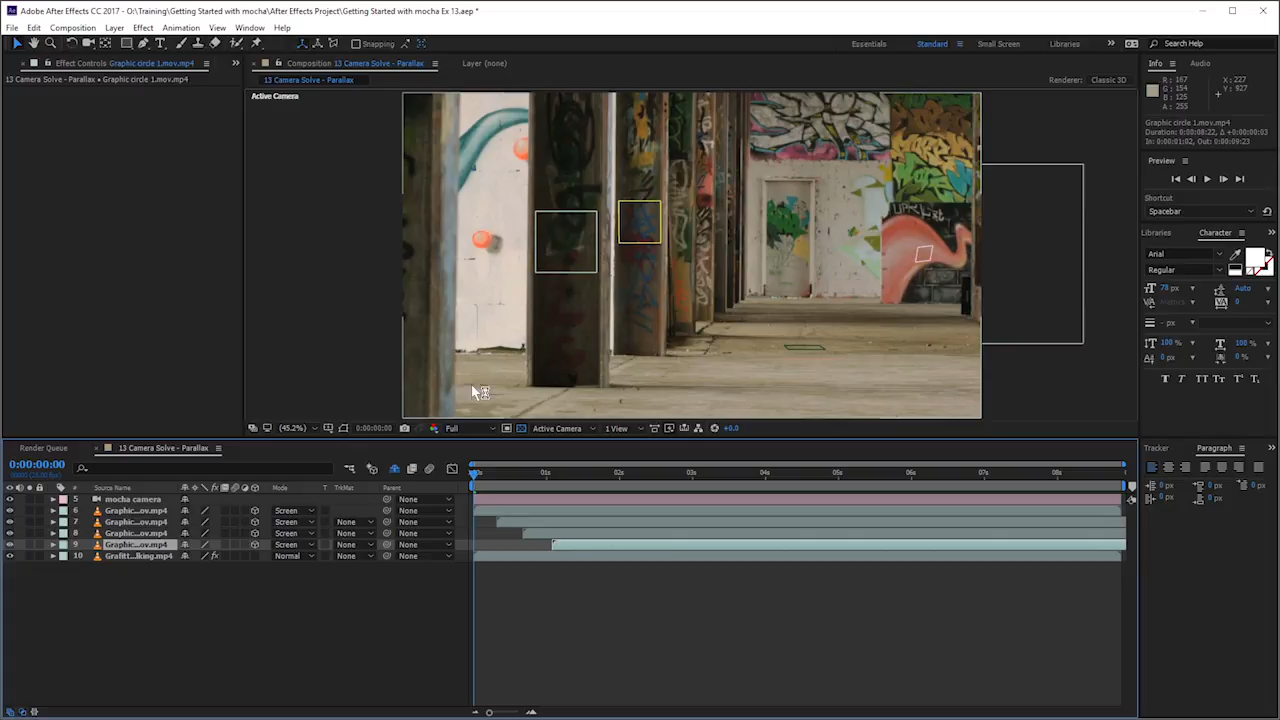 Adobe After Effects CC 2017 - O:\Training\Getting Started with mocha\After Effects Project\Getting Started with mocha Ex 13.aep *
File Edit Composition Layer Effect Animation View Window Help
Snapping Essentials Standard Small Screen Libraries Search Help
Effect Controls Graphic circle 1.mov.mp4 Composition 13 Camera Solve - Parallax Layer (none) Info Audio
13 Camera Solve - Parallax • Graphic circle 1.mov.mp4 13 Camera Solve - Parallax Renderer: Classic 3D
Active Camera
R: 167 X: 227
G: 154 Y: 927
B: 125
A: 255
Graphic circle 1.mov.mp4
Duration: 0:00:08:22, Δ +0:00:00:03
In: 0:00:01:02, Out: 0:00:09:23
Preview
Shortcut
Spacebar
Libraries Character
Arial
Regular
78 px Auto
Metrics 0
- px
100 % 100 %
0 px 0 %
T T TT Tt T¹ T₁
(45.2%) 0:00:00:00 Full Active Camera 1 View +0.0
Render Queue 13 Camera Solve - Parallax Tracker Paragraph
0:00:00:00
01s 02s 03s 04s 05s 06s 07s 08s
# Source Name Mode T TrkMat Parent
0 px 0 px 0 px
0 px 0 px
5 mocha camera None
6 Graphic...ov.mp4 Screen None
7 Graphic...ov.mp4 Screen None None
8 Graphic...ov.mp4 Screen None None
9 Graphic...ov.mp4 Screen None None
10 Grafitt...lking.mp4 fx Normal None None